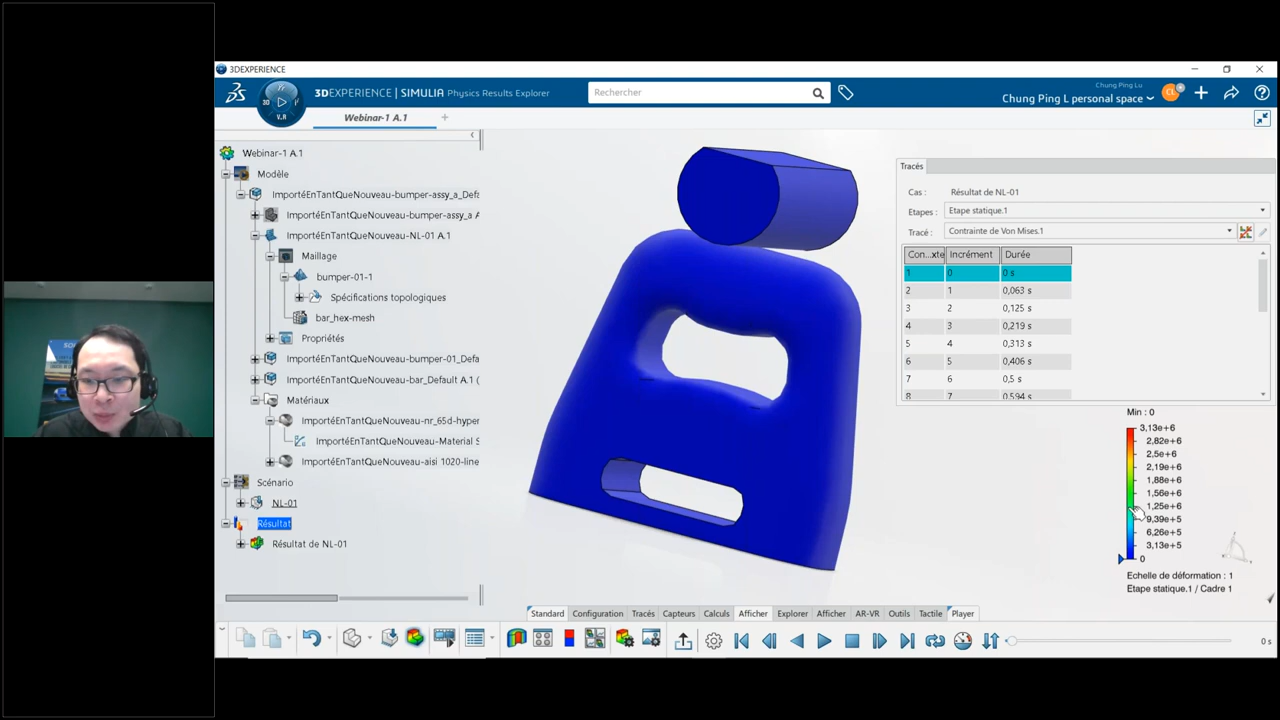 3DEXPERIENCE
3DEXPERIENCE | SIMULIA Physics Results Explorer
Rechercher
Chung Ping Lu
Chung Ping L personal space
3D
V.R
Webinar-1 A.1
Webinar-1 A.1
Modèle
ImportéEnTantQueNouveau-bumper-assy_a_Defa
ImportéEnTantQueNouveau-bumper-assy_a A
ImportéEnTantQueNouveau-NL-01 A.1
Maillage
bumper-01-1
Spécifications topologiques
bar_hex-mesh
Propriétés
ImportéEnTantQueNouveau-bumper-01_Defa
ImportéEnTantQueNouveau-bar_Default A.1 (
Matériaux
ImportéEnTantQueNouveau-nr_65d-hyper
ImportéEnTantQueNouveau-Material S
ImportéEnTantQueNouveau-aisi 1020-line
Scénario
NL-01
Résultat
Résultat de NL-01
Tracés
Cas : Résultat de NL-01
Etapes : Etape statique.1
Tracé : Contrainte de Von Mises.1
Con...xte Incrément Durée
1 0 0 s
2 1 0,063 s
3 2 0,125 s
4 3 0,219 s
5 4 0,313 s
6 5 0,406 s
7 6 0,5 s
8 7 0,594 s
Min : 0
3,13e+6
2,82e+6
2,5e+6
2,19e+6
1,88e+6
1,56e+6
1,25e+6
9,39e+5
6,26e+5
3,13e+5
0
Echelle de déformation : 1
Etape statique.1 / Cadre 1
Standard Configuration Tracés Capteurs Calculs Afficher Explorer Afficher AR-VR Outils Tactile Player
0 s